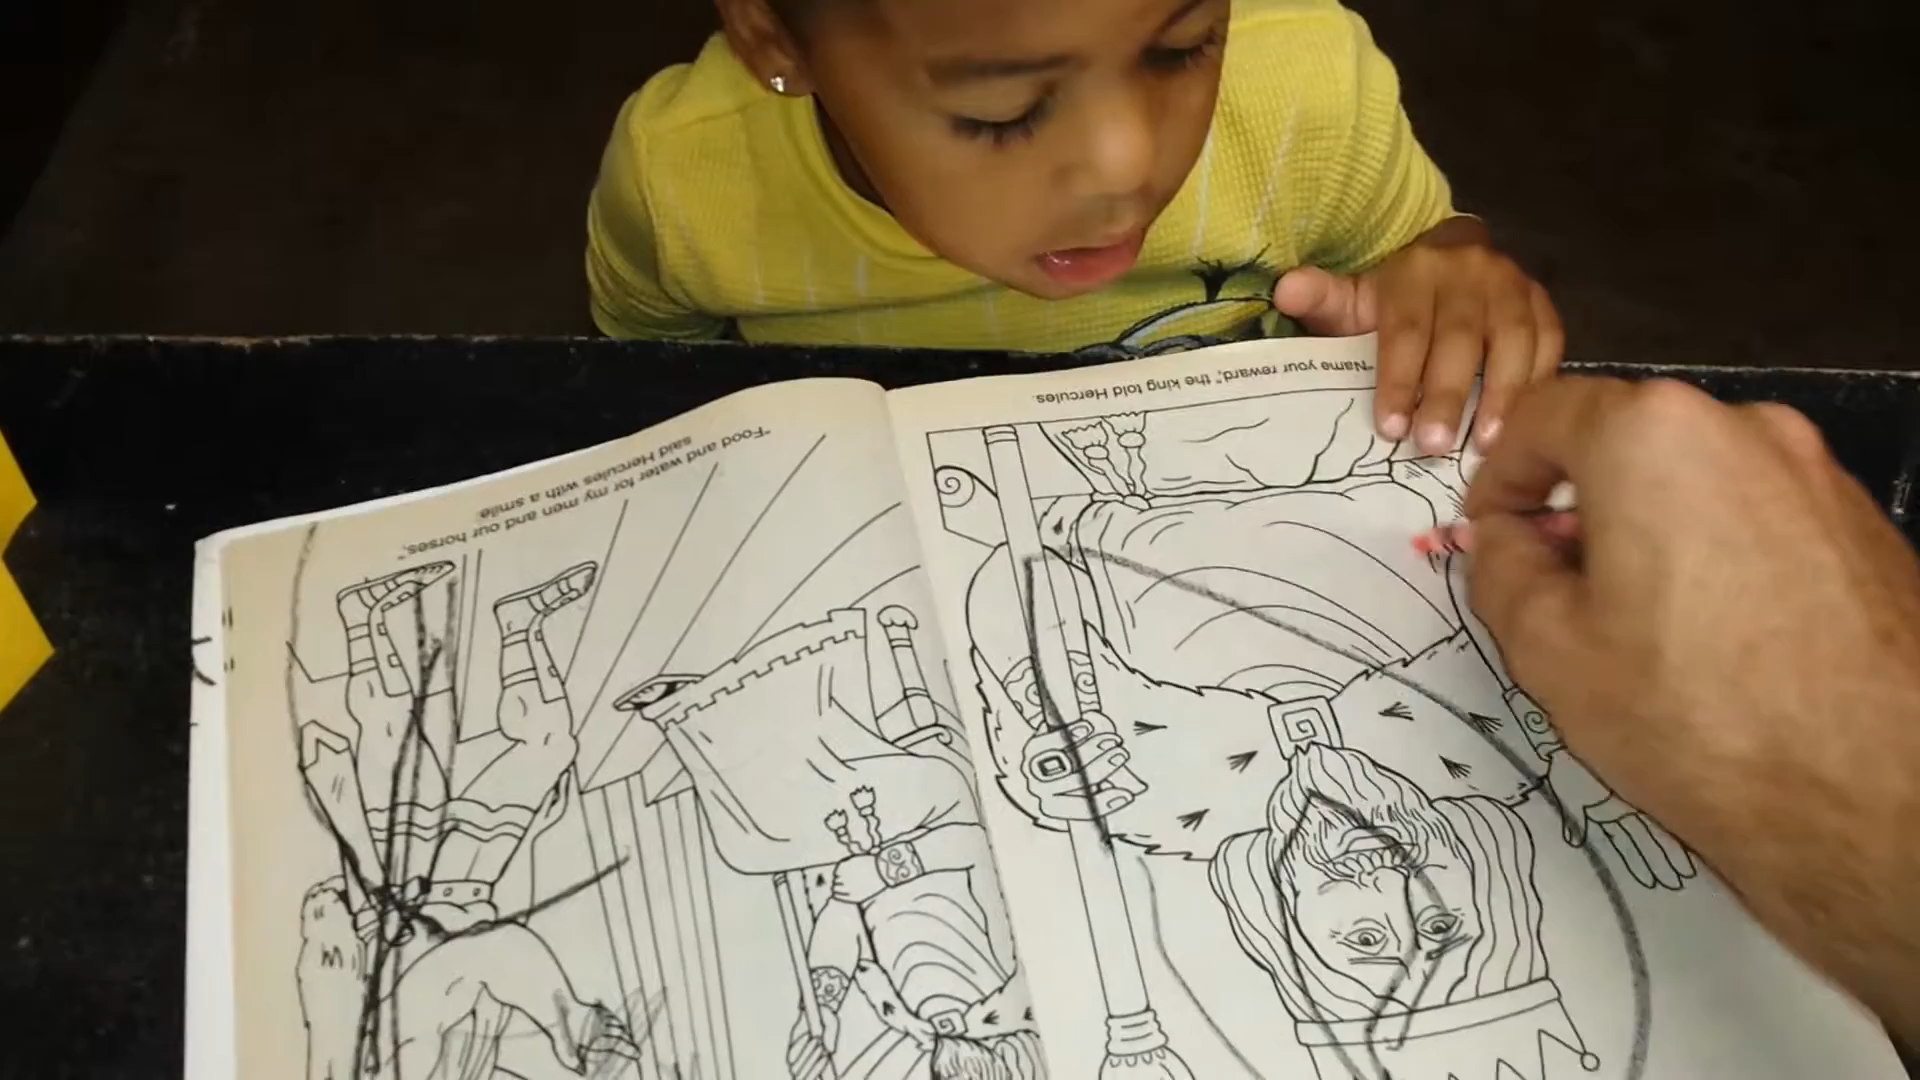 "Food and water for my men and our horses,"
said Hercules with a smile.
"Name your reward," the king told Hercules.